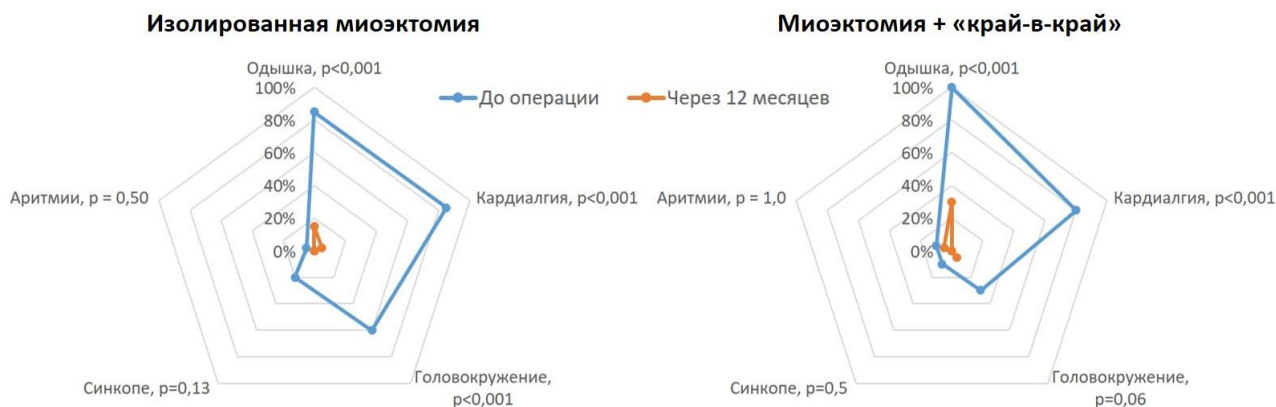 Изолированная миоэктомия
Миоэктомия + «край-в-край»
До операции
Через 12 месяцев
Одышка, p<0,001
100%
80%
60%
40%
20%
0%
Кардиалгия, p<0,001
Головокружение,
p<0,001
Синкопе, p=0,13
Аритмии, p = 0,50
Одышка, p<0,001
100%
80%
60%
40%
20%
0%
Кардиалгия, p<0,001
Головокружение,
p=0,06
Синкопе, p=0,5
Аритмии, p = 1,0